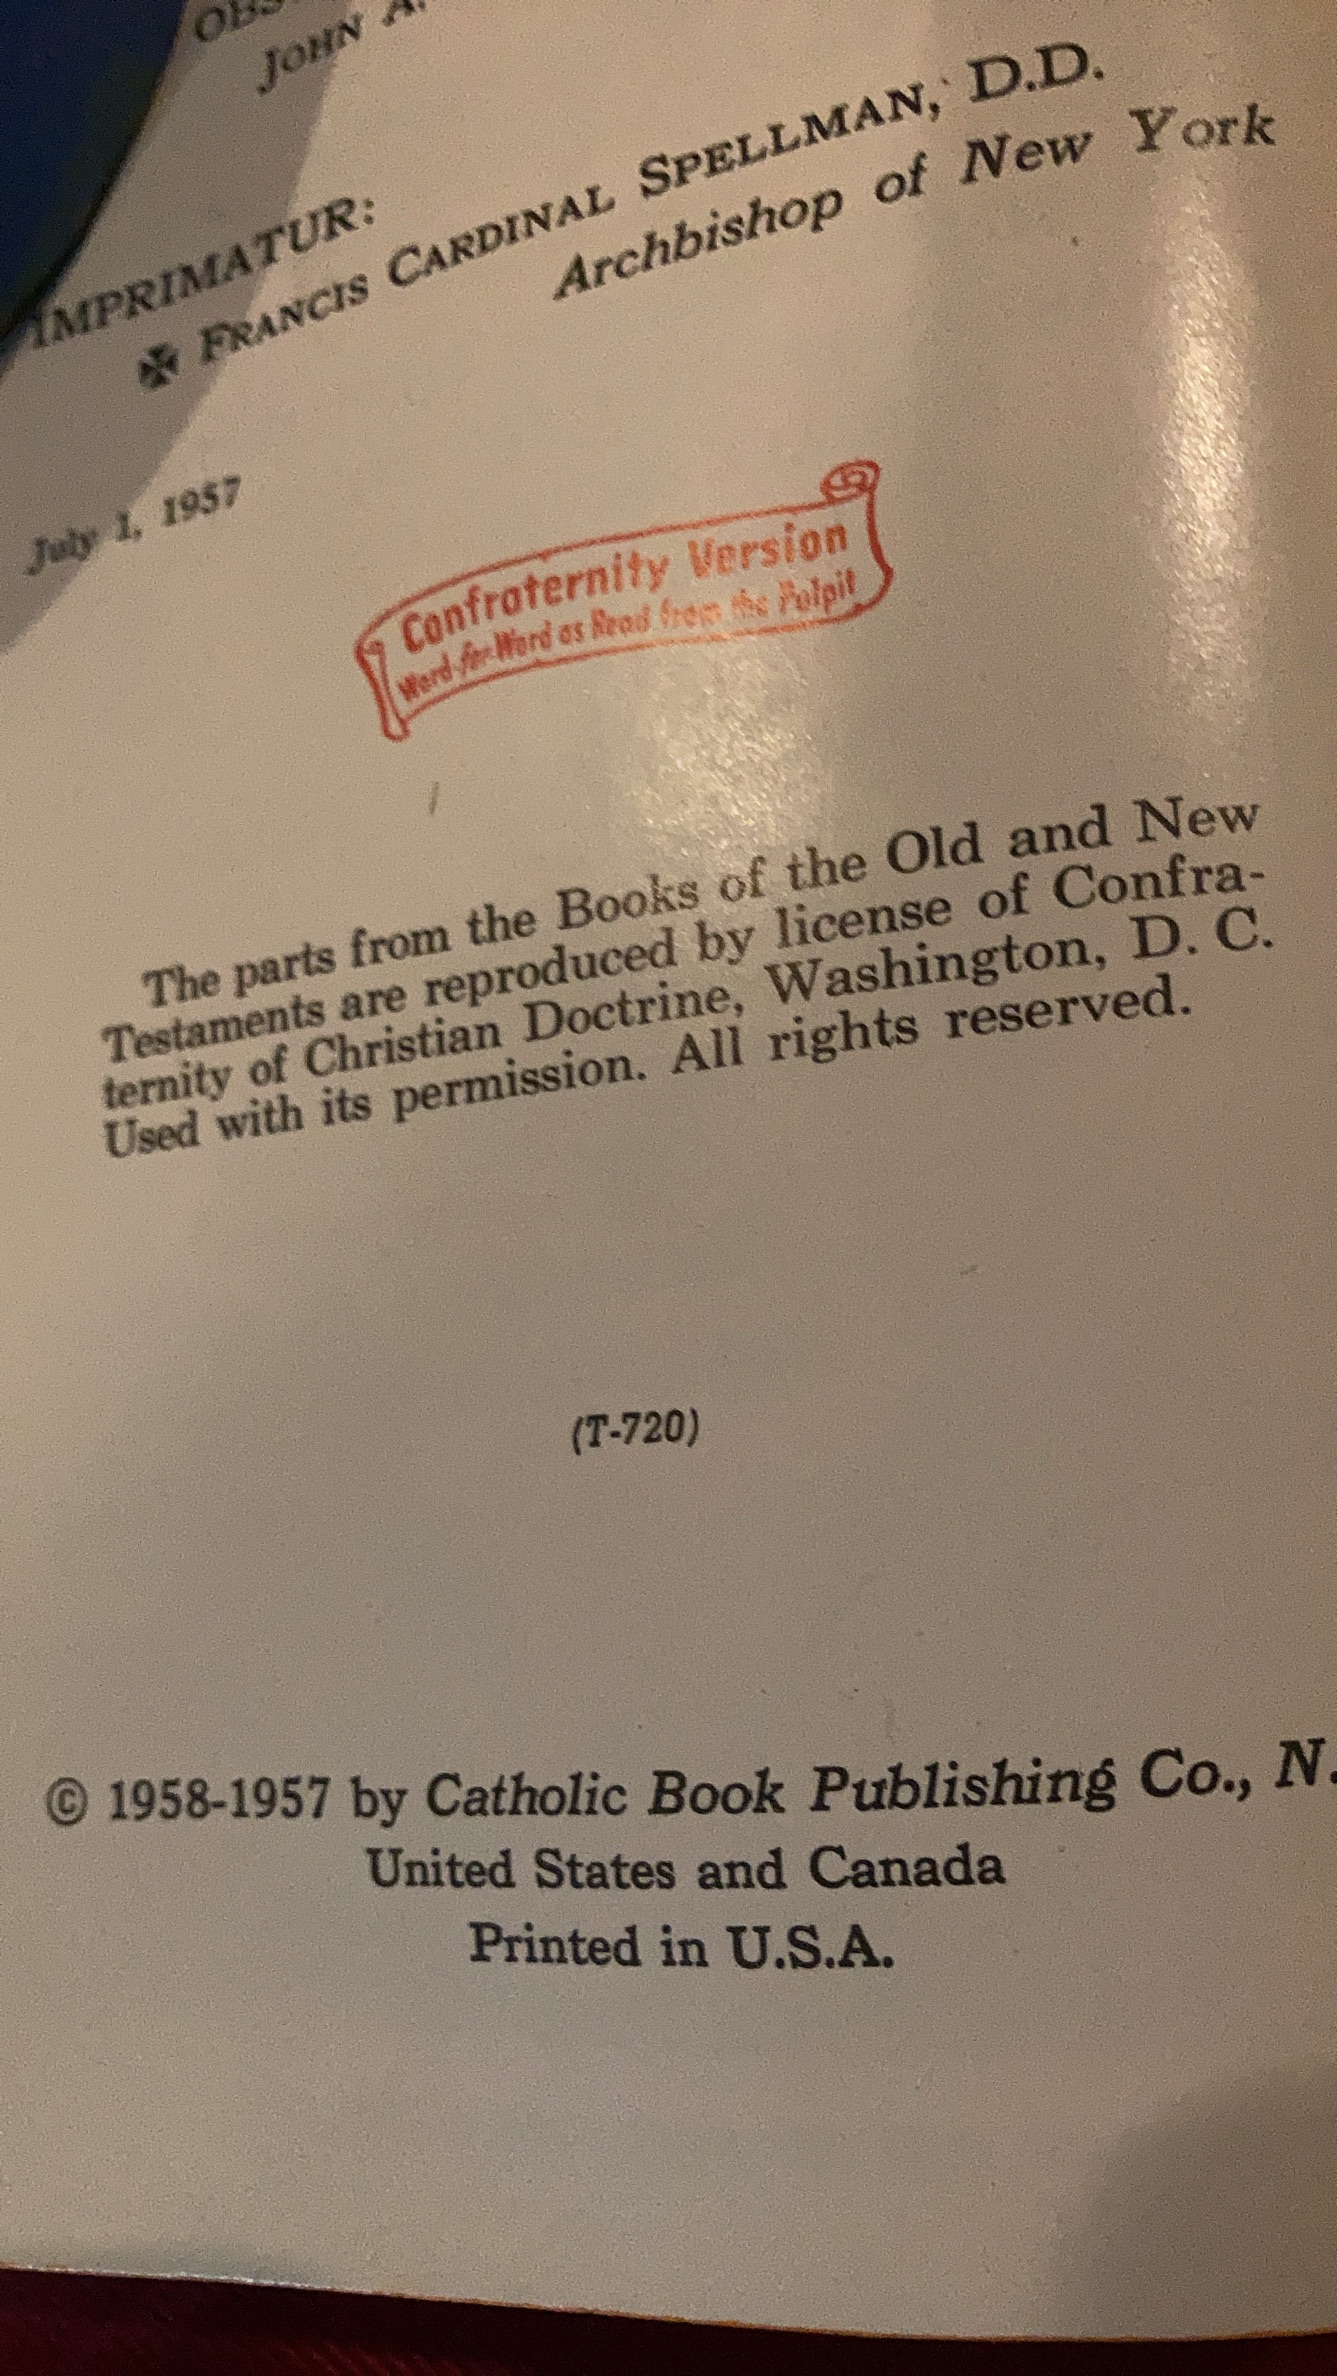 JOHN A.
IMPRIMATUR:
✠ FRANCIS CARDINAL SPELLMAN, D.D.
Archbishop of New York
July 1, 1957
Confraternity Version
Word-for-Word as Read from the Pulpit
The parts from the Books of the Old and New
Testaments are reproduced by license of Confra-
ternity of Christian Doctrine, Washington, D. C.
Used with its permission. All rights reserved.
(T-720)
© 1958-1957 by Catholic Book Publishing Co., N.
United States and Canada
Printed in U.S.A.